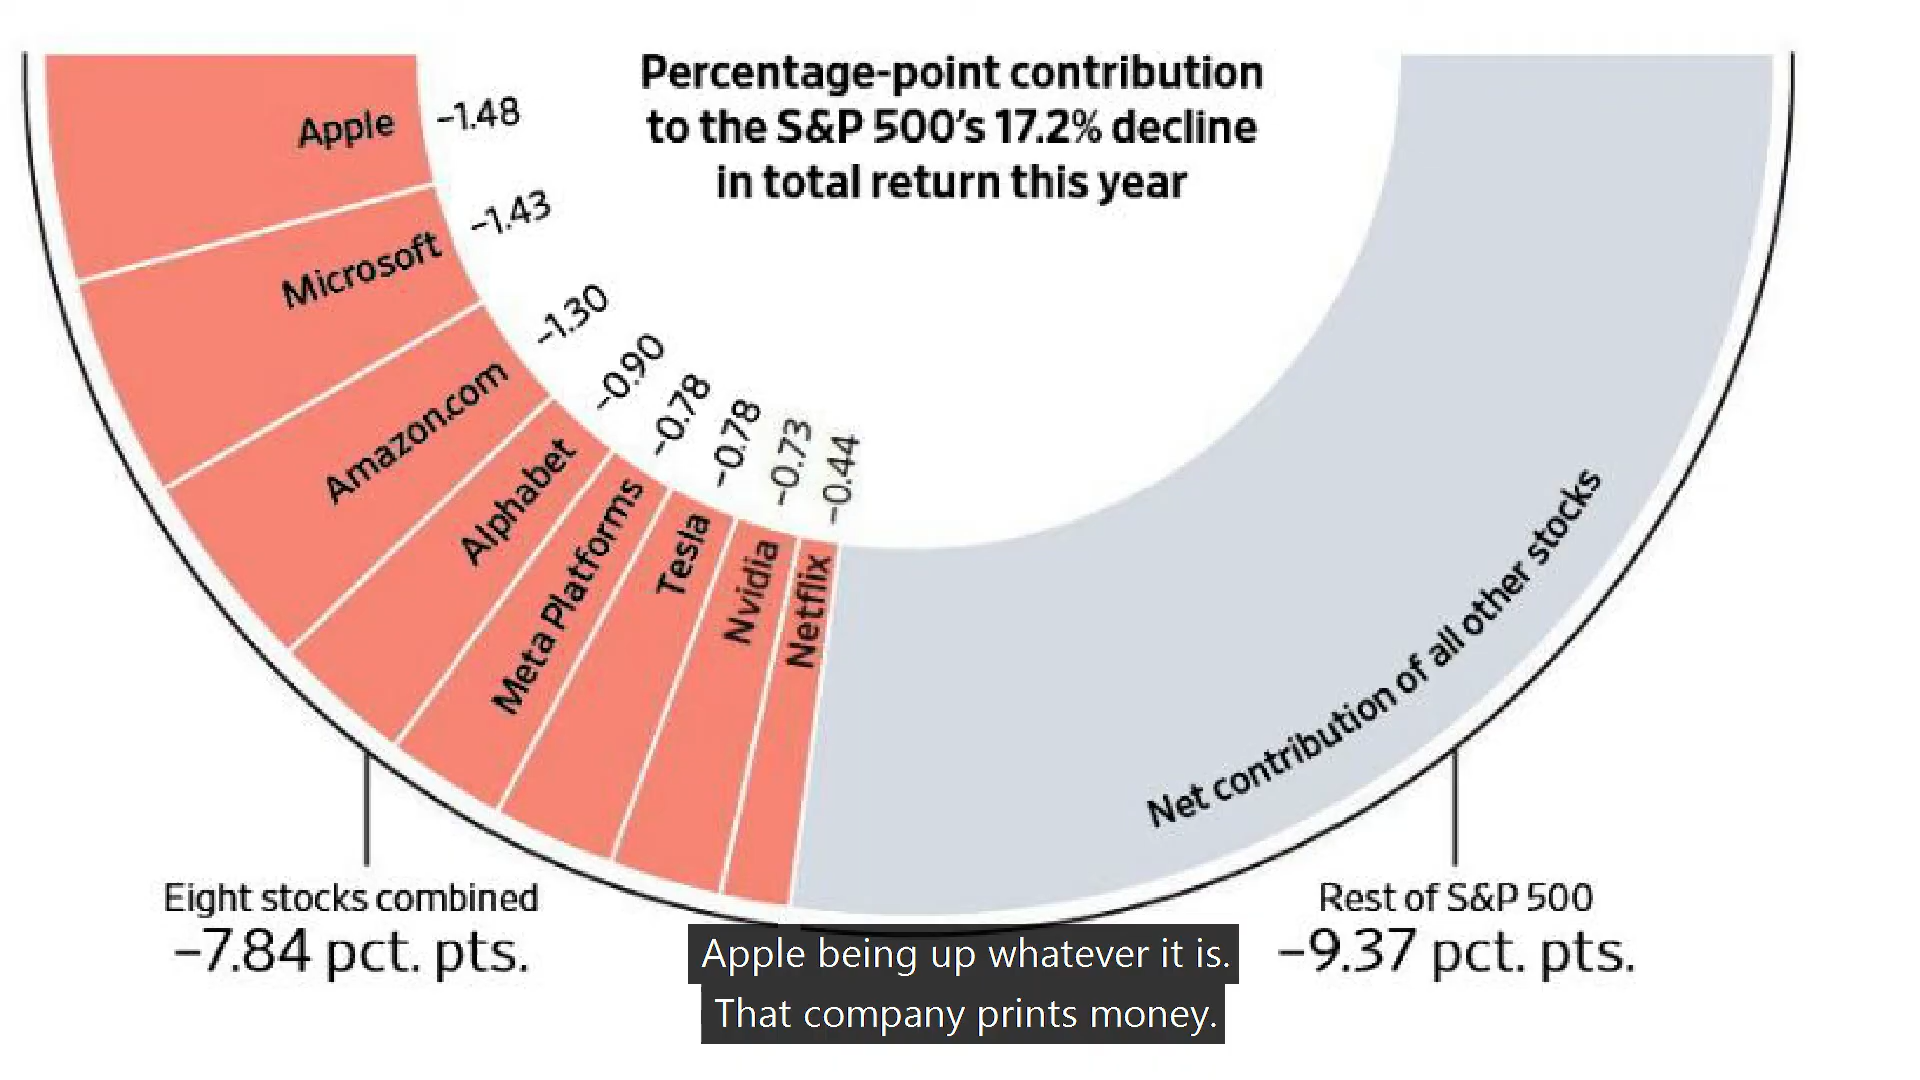 Percentage-point contribution
to the S&P 500's 17.2% decline
in total return this year
Apple
–1.48
Microsoft
–1.43
Amazon.com
–1.30
Alphabet
–0.90
Meta Platforms
–0.78
Tesla
–0.78
Nvidia
–0.73
Netflix
–0.44
Net contribution of all other stocks
Eight stocks combined
–7.84 pct. pts.
Rest of S&P 500
–9.37 pct. pts.
Apple being up whatever it is.
That company prints money.